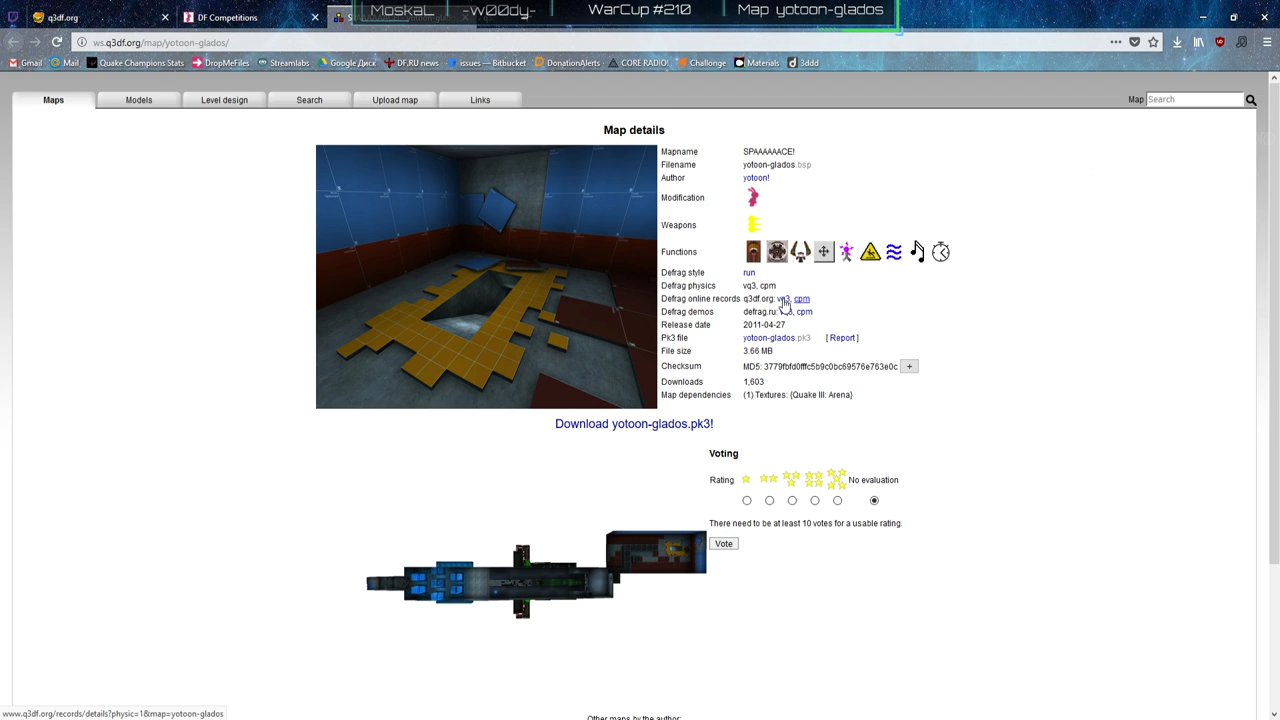 MoskaL -w00dy- WarCup #210 Map yotoon-glados
q3df.org DF Competitions
ws.q3df.org/map/yotoon-glados/
Gmail Mail Quake Champions Stats DropMeFiles Streamlabs Google Диск DF.RU news issues — Bitbucket DonationAlerts CORE RADIO! Challonge Materials 3ddd
Maps Models Level design Search Upload map Links Map Search
Map details
Mapname SPAAAAAACE!
Filename yotoon-glados.bsp
Author yotoon!
Modification
Weapons
Functions
Defrag style run
Defrag physics vq3, cpm
Defrag online records q3df.org: vq3, cpm
Defrag demos defrag.ru: cpm
Release date 2011-04-27
Pk3 file yotoon-glados.pk3 [ Report ]
File size 3.66 MB
Checksum MD5: 3779fbfd0fffc5b9c0bc69576e763e0c +
Downloads 1,603
Map dependencies (1) Textures: {Quake III: Arena}
Download yotoon-glados.pk3!
Voting
Rating No evaluation
There need to be at least 10 votes for a usable rating.
Vote
www.q3df.org/records/details?physic=1&map=yotoon-glados
Other maps by the author: